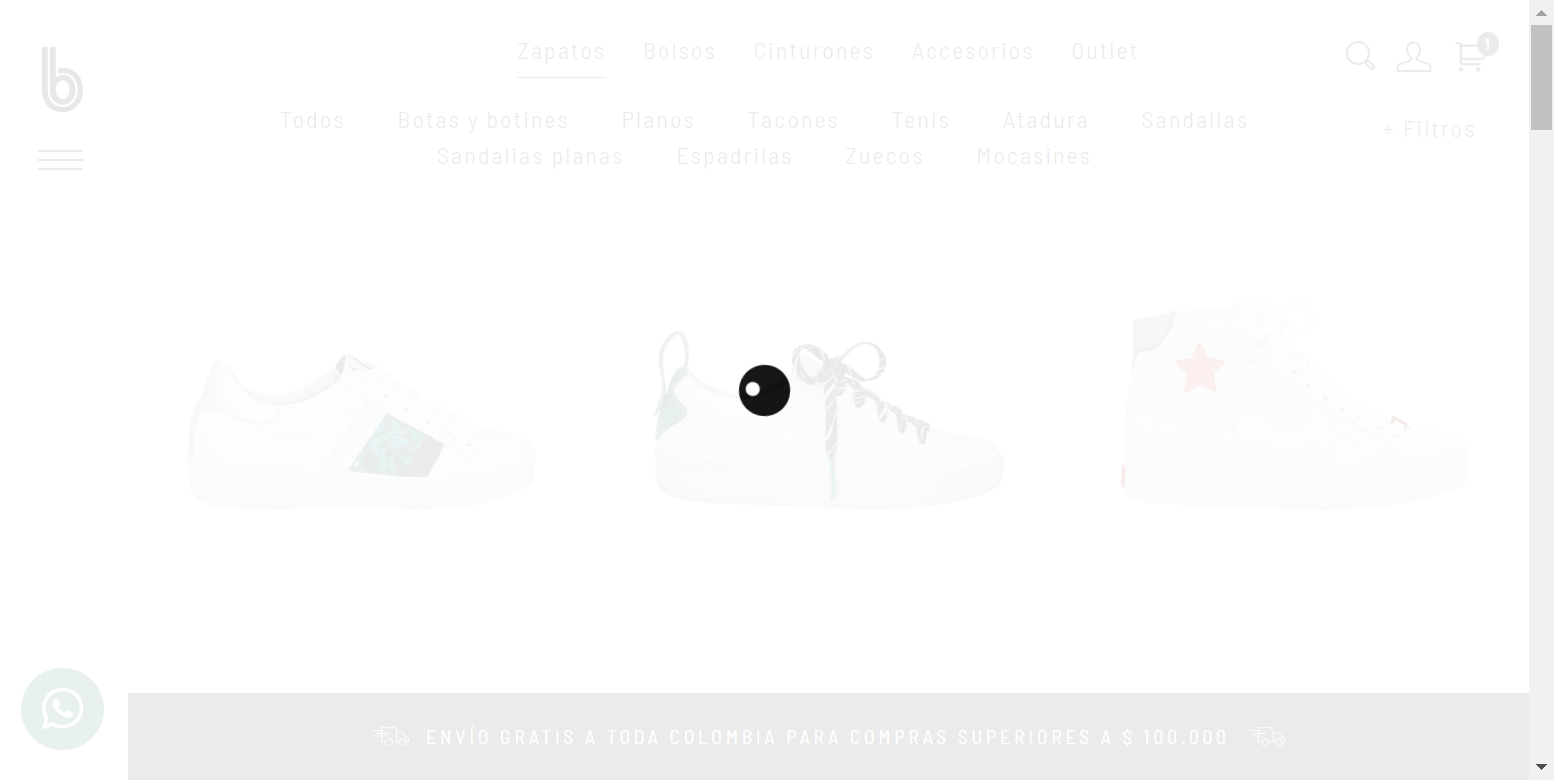 b
Zapatos Bolsos Cinturones Accesorios Outlet
1
Todos Botas y botines Planos Tacones Tenis Atadura Sandalias
+ Filtros
Sandalias planas Espadrilas Zuecos Mocasines
ENVÍO GRATIS A TODA COLOMBIA PARA COMPRAS SUPERIORES A $ 100.000